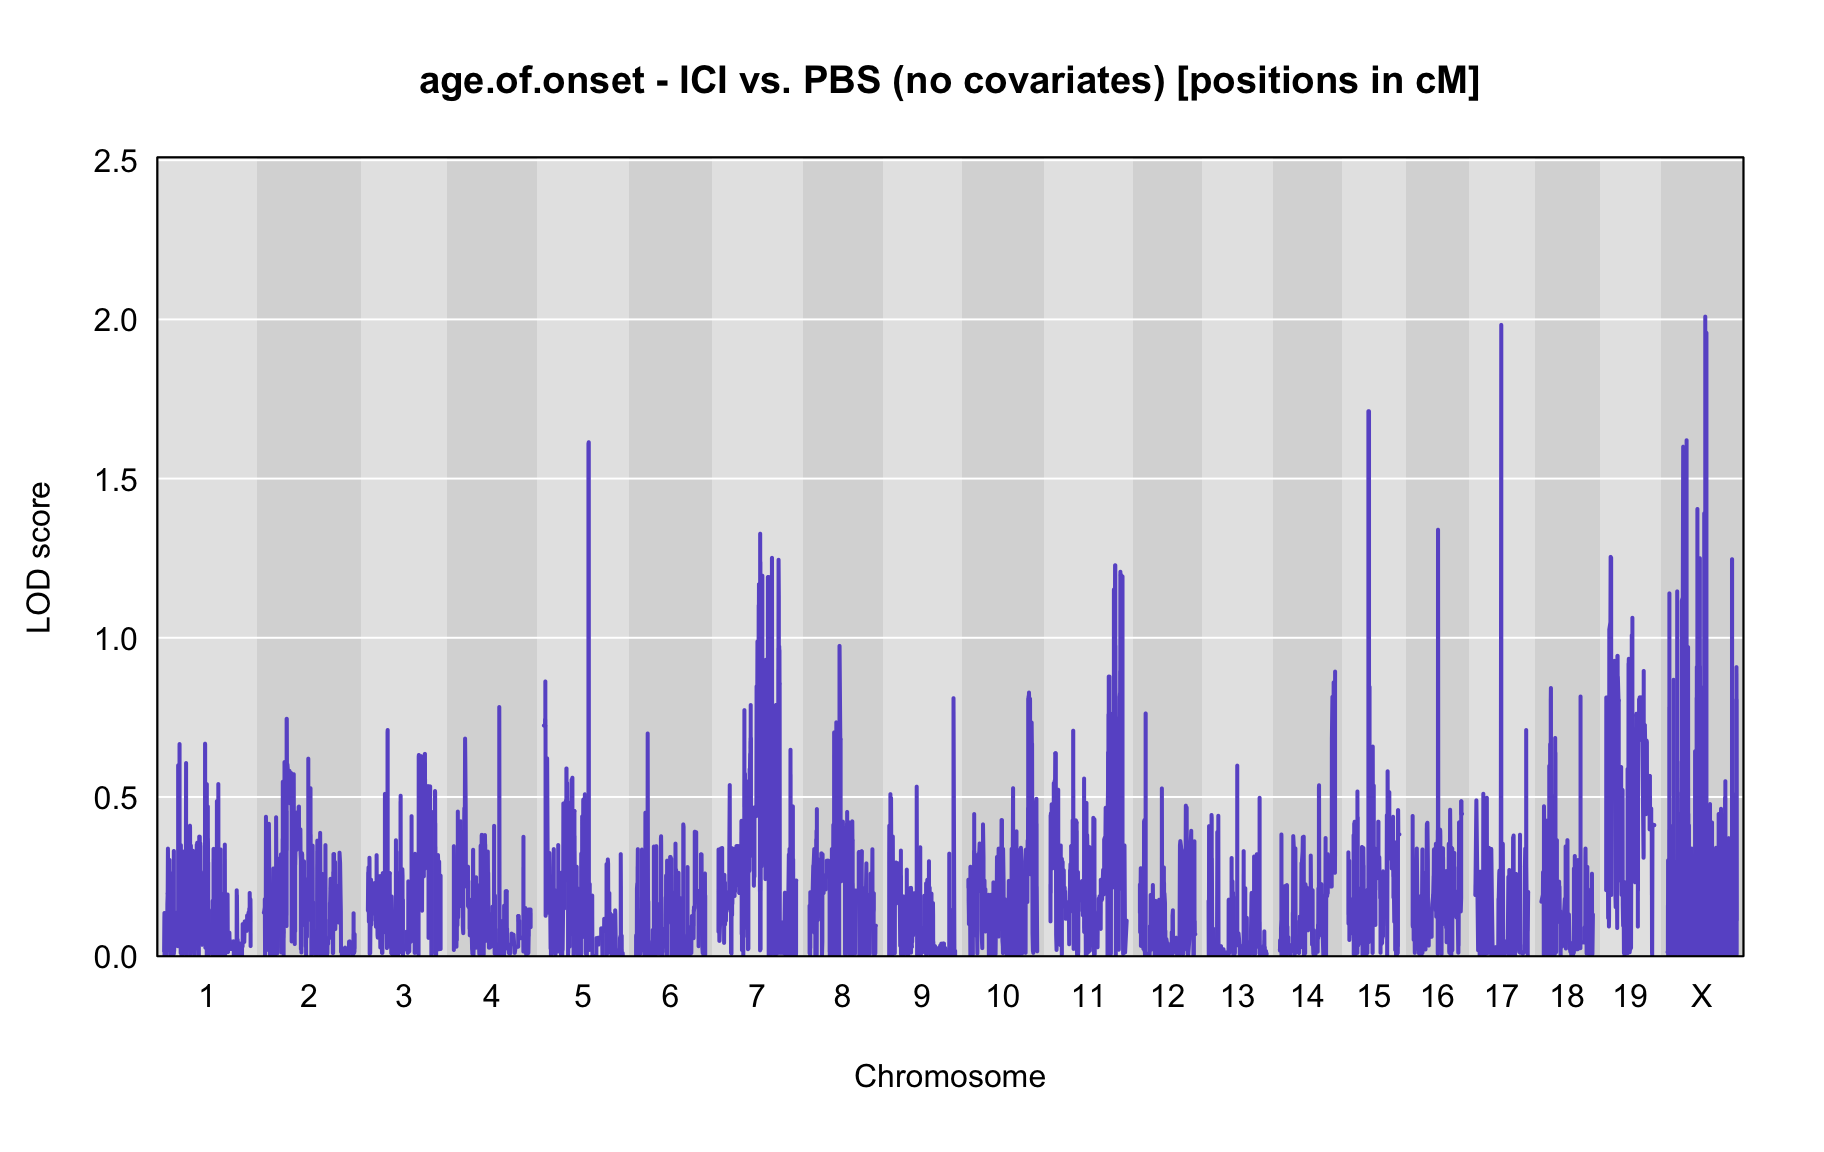 age.of.onset - ICI vs. PBS (no covariates) [positions in cM]
2.5
2.0
1.5
1.0
0.5
0.0
LOD score
1 2 3 4 5 6 7 8 9 10 11 12 13 14 15 16 17 18 19 X
Chromosome